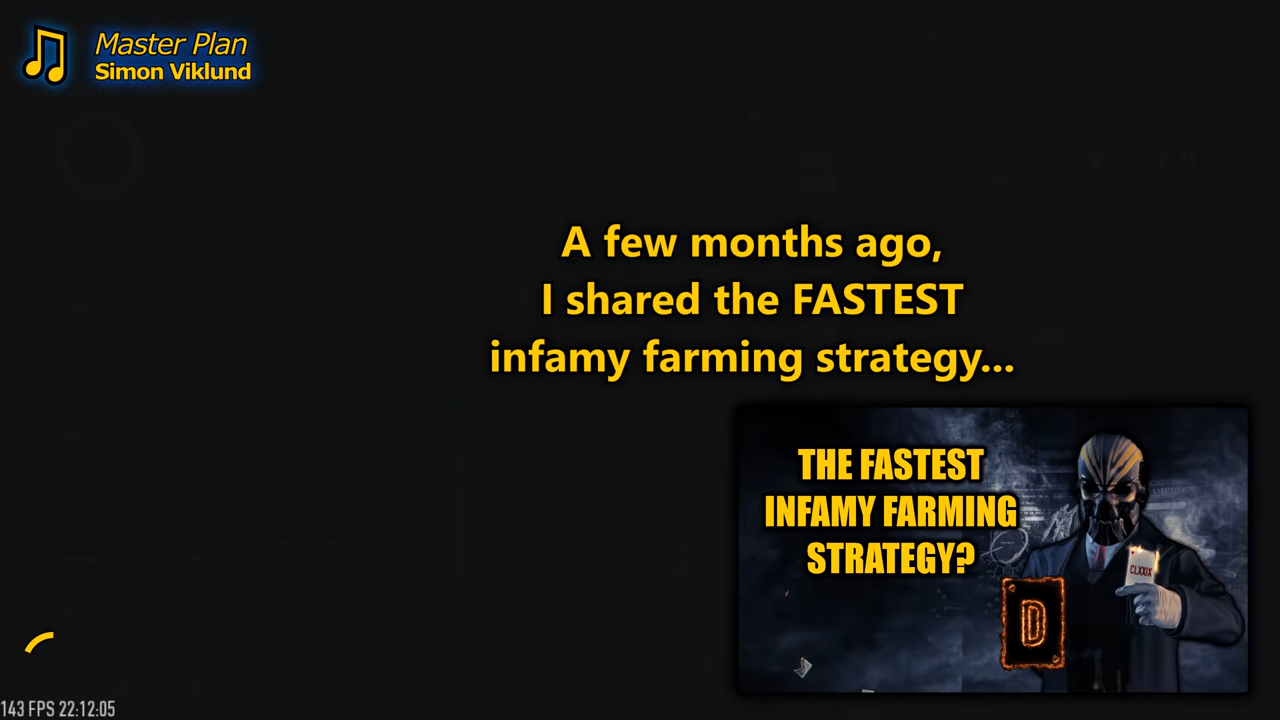 Master Plan
Simon Viklund
A few months ago,
I shared the FASTEST
infamy farming strategy...
THE FASTEST
INFAMY FARMING
STRATEGY?
CLXXIX
D
143 FPS 22:12:05